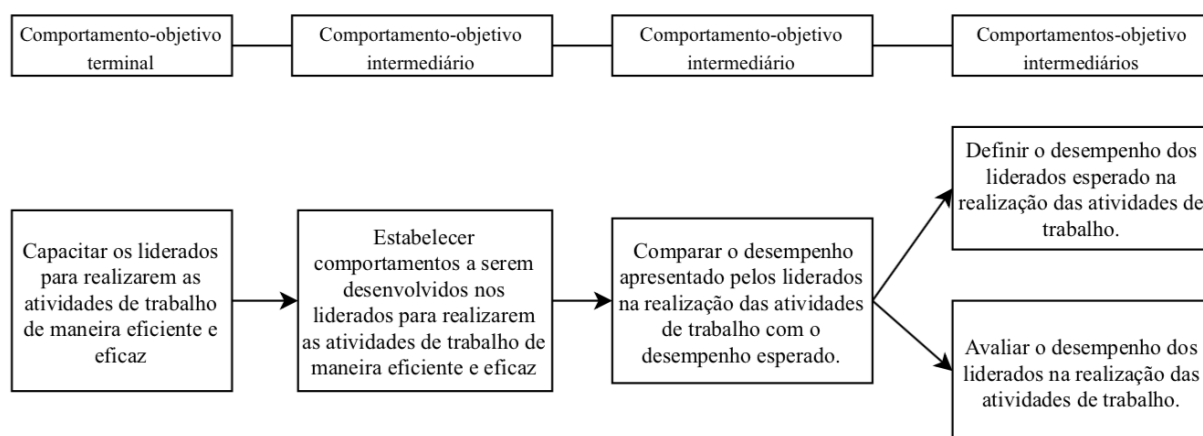 Comportamento-objetivo
terminal
Comportamento-objetivo
intermediário
Comportamento-objetivo
intermediário
Comportamentos-objetivo
intermediários
Capacitar os liderados
para realizarem as
atividades de trabalho
de maneira eficiente e
eficaz
Estabelecer
comportamentos a serem
desenvolvidos nos
liderados para realizarem
as atividades de trabalho de
maneira eficiente e eficaz
Comparar o desempenho
apresentado pelos liderados
na realização das atividades
de trabalho com o
desempenho esperado.
Definir o desempenho dos
liderados esperado na
realização das atividades de
trabalho.
Avaliar o desempenho dos
liderados na realização das
atividades de trabalho.